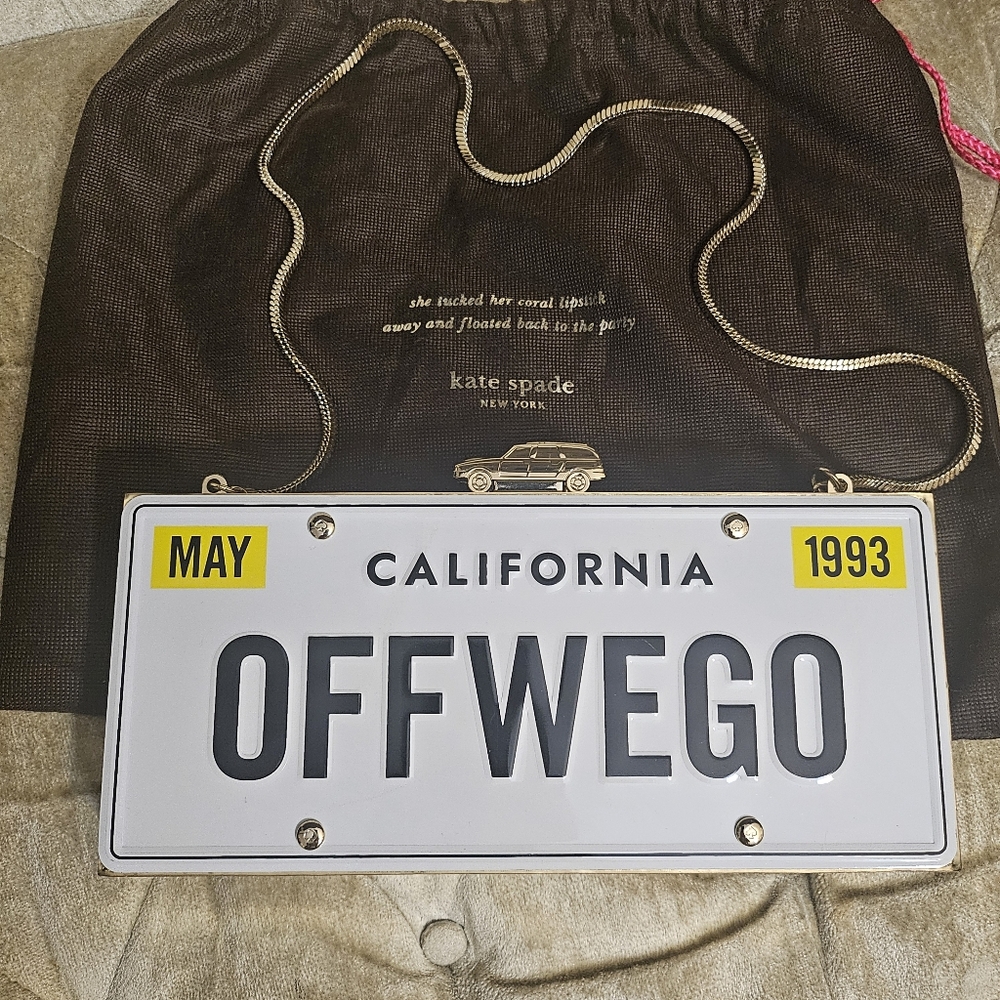 she tucked her coral lipstick
away and floated back to the party
kate spade
NEW YORK
MAY
CALIFORNIA
1993
OFFWEGO